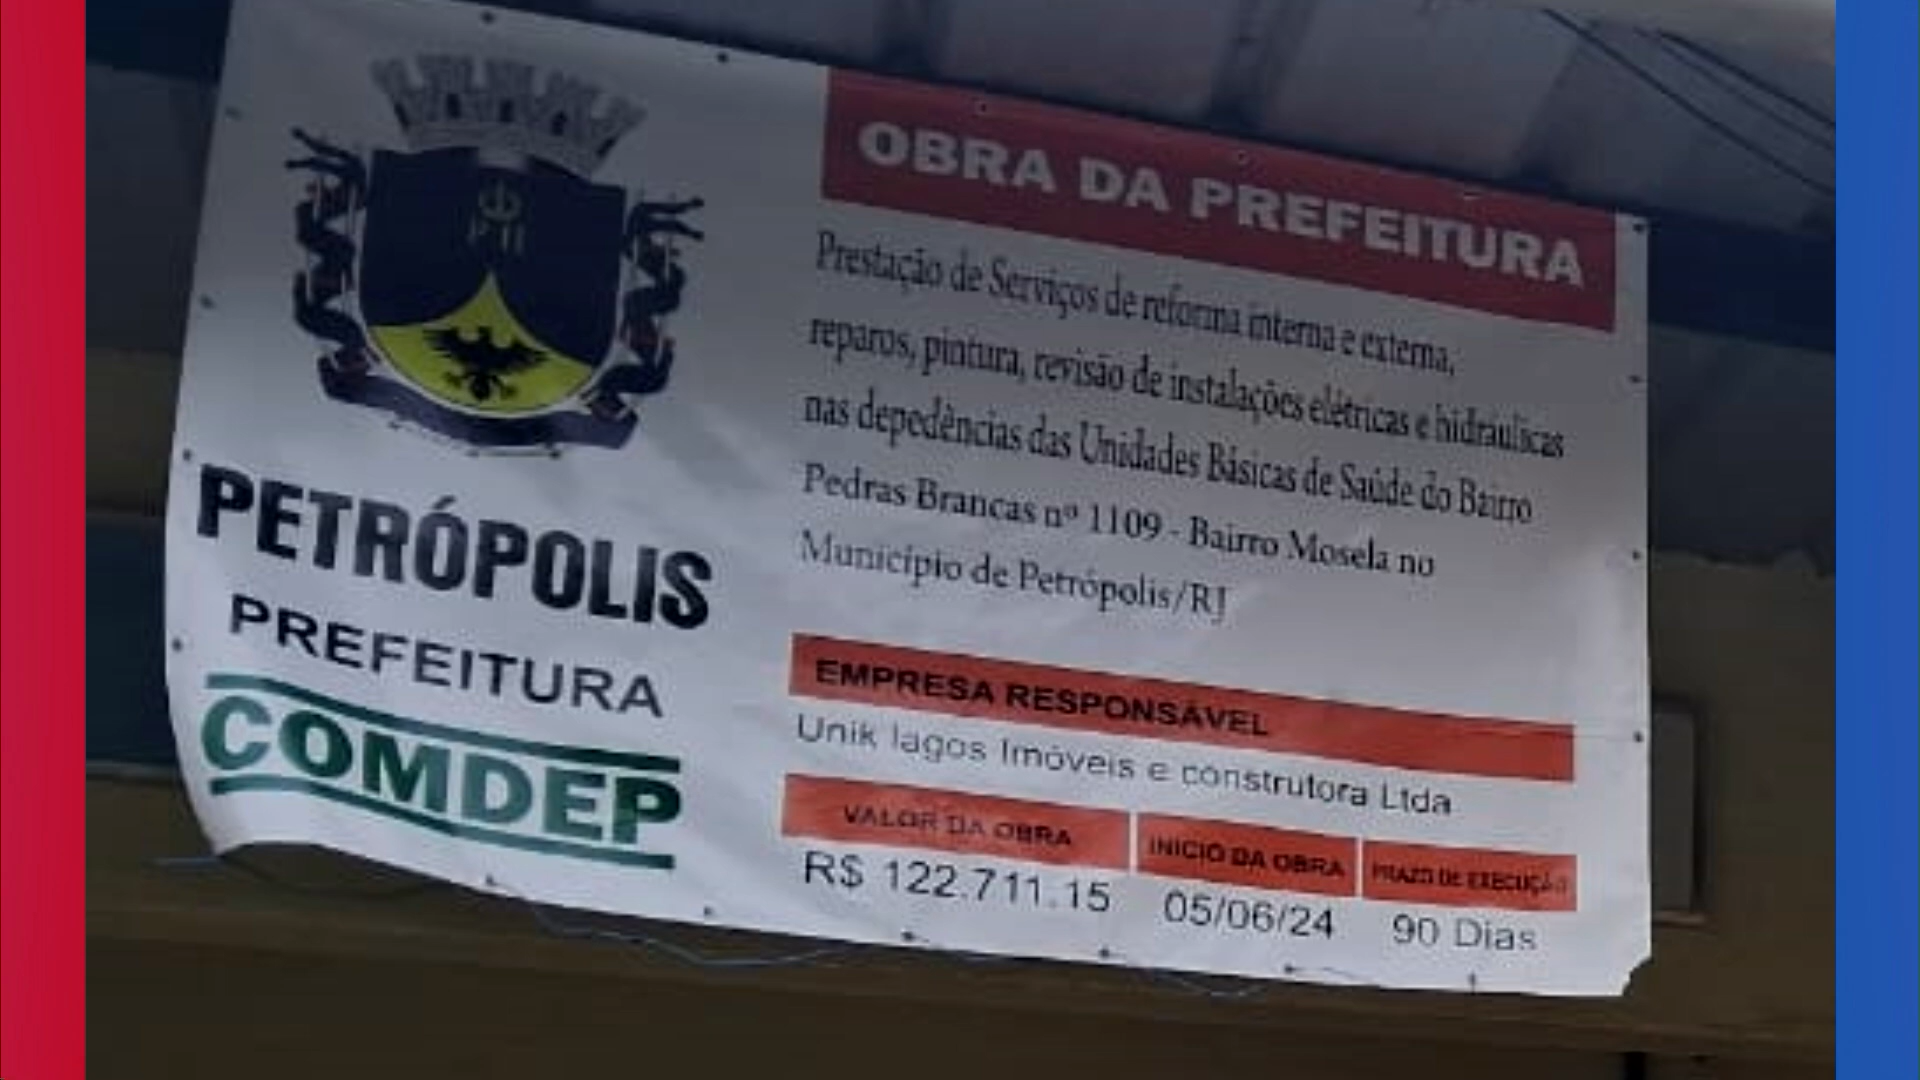 PII
PETRÓPOLIS
PREFEITURA
COMDEP
OBRA DA PREFEITURA
Prestação de Serviços de reforma interna e externa,
reparos, pintura, revisão de instalações elétricas e hidraulicas
nas depedências das Unidades Básicas de Saúde do Bairro
Pedras Brancas nº 1109 - Bairro Mosela no
Município de Petrópolis/RJ
EMPRESA RESPONSÁVEL
Unik lagos Imóveis e construtora Ltda
VALOR DA OBRA
R$ 122.711.15
INICIO DA OBRA
05/06/24
PRAZO DE EXECUÇÃO
90 Dias